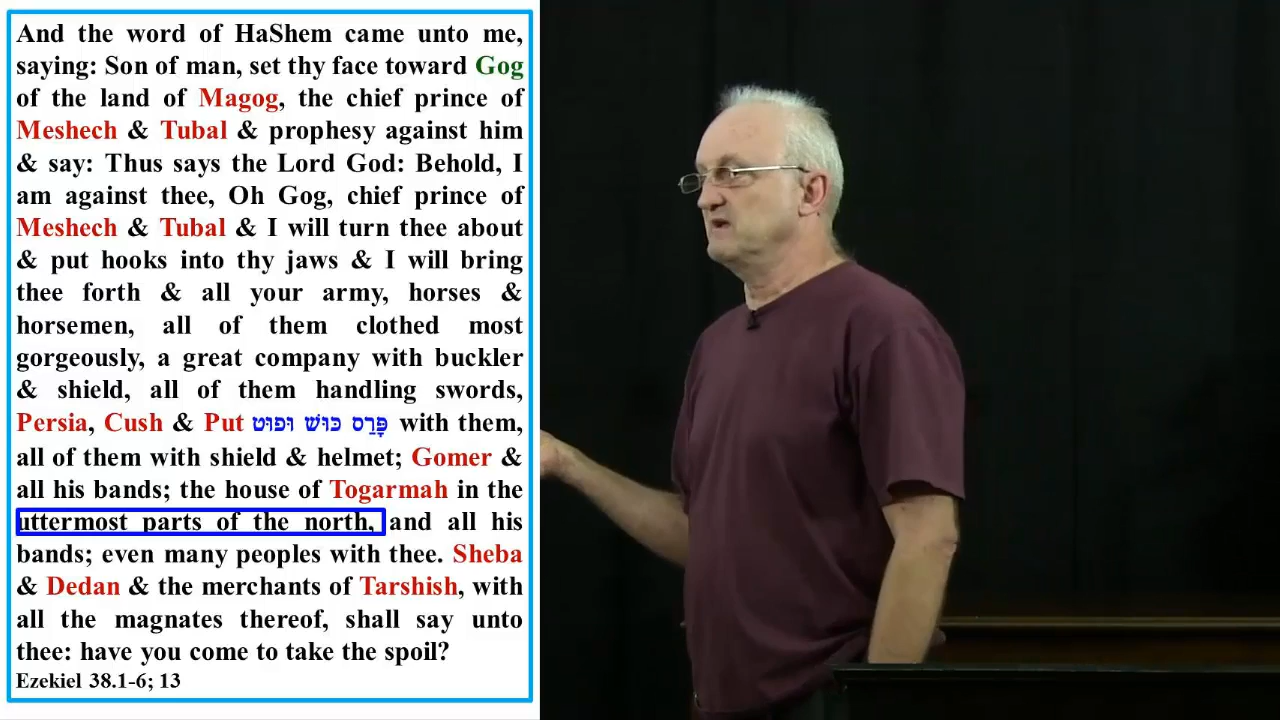 And the word of HaShem came unto me,
saying: Son of man, set thy face toward Gog
of the land of Magog, the chief prince of
Meshech & Tubal & prophesy against him
& say: Thus says the Lord God: Behold, I
am against thee, Oh Gog, chief prince of
Meshech & Tubal & I will turn thee about
& put hooks into thy jaws & I will bring
thee forth & all your army, horses &
horsemen, all of them clothed most
gorgeously, a great company with buckler
& shield, all of them handling swords,
Persia, Cush & Put פָּרַס כּוּשׁ וּפוּט with them,
all of them with shield & helmet; Gomer &
all his bands; the house of Togarmah in the
uttermost parts of the north, and all his
bands; even many peoples with thee. Sheba
& Dedan & the merchants of Tarshish, with
all the magnates thereof, shall say unto
thee: have you come to take the spoil?
Ezekiel 38.1-6; 13